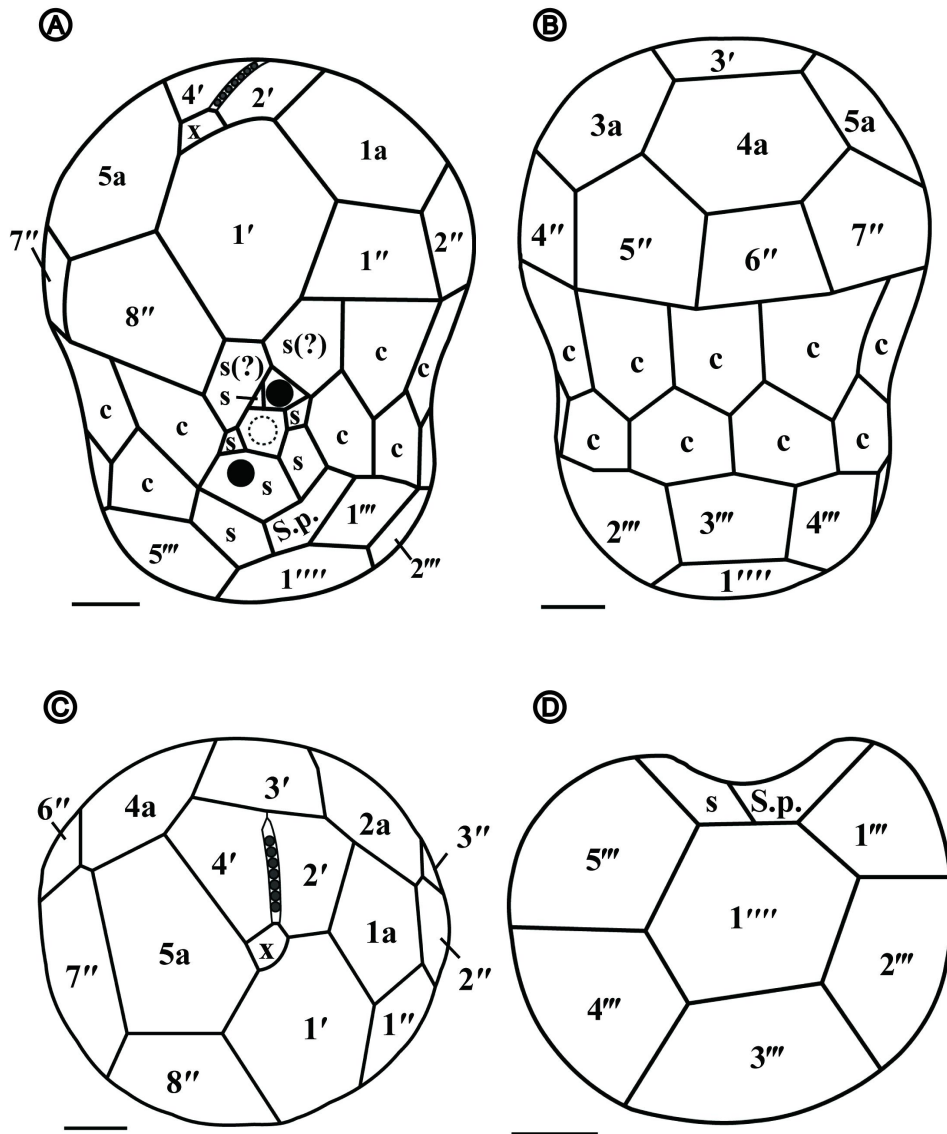 A
B
4′ 2′
x
5a 1a
7″ 1′
8″ 1″ 2″
s(?) s(?)
s c c
c c s
s c c
c s s
s S.p. 1‴
5‴ 2‴
1⁗
3′
3a 4a 5a
4″ 5″ 6″ 7″
c c c c c
c c c c
2‴ 3‴ 4‴
1⁗
C
D
6″ 4a 3′ 2a 3″
4′ 2′
5a x 1a
7″ 2″
1′ 1″
8″
s S.p.
5‴ 1‴
1⁗
4‴ 2‴
3‴